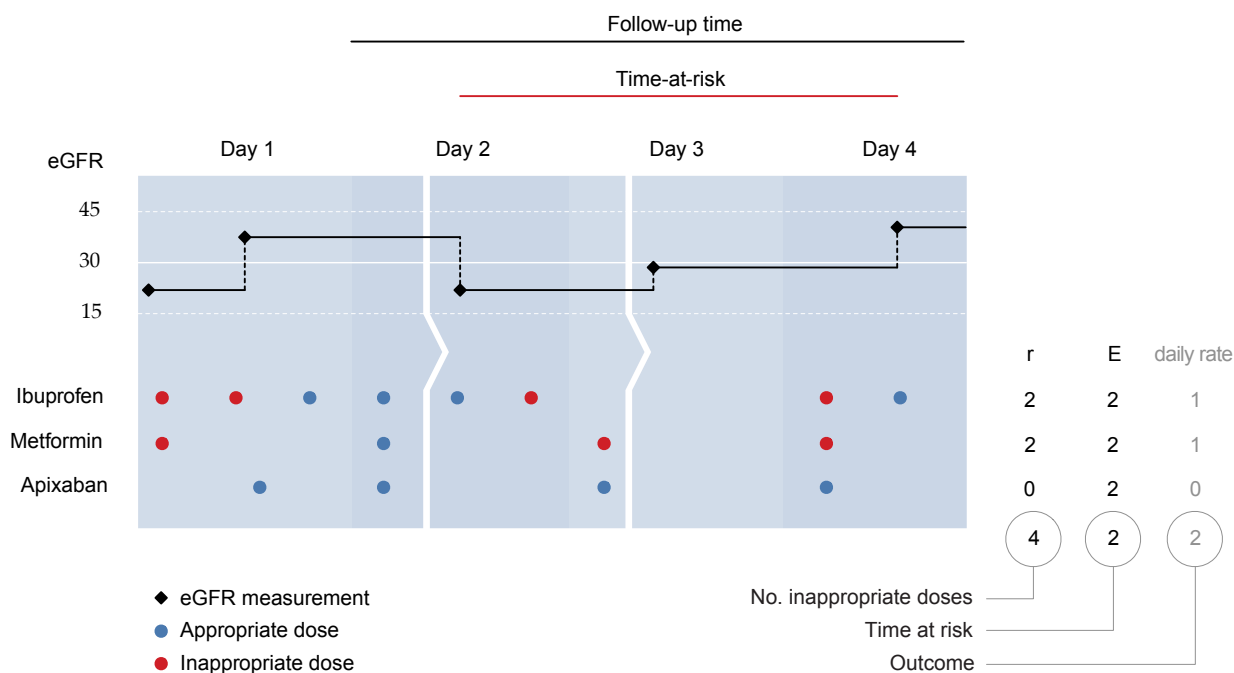 Follow-up time
Time-at-risk
Day 1 Day 2 Day 3 Day 4
eGFR
45
30
15
r E daily rate
Ibuprofen 2 2 1
Metformin 2 2 1
Apixaban 0 2 0
4 2 2
eGFR measurement No. inappropriate doses
Appropriate dose Time at risk
Inappropriate dose Outcome